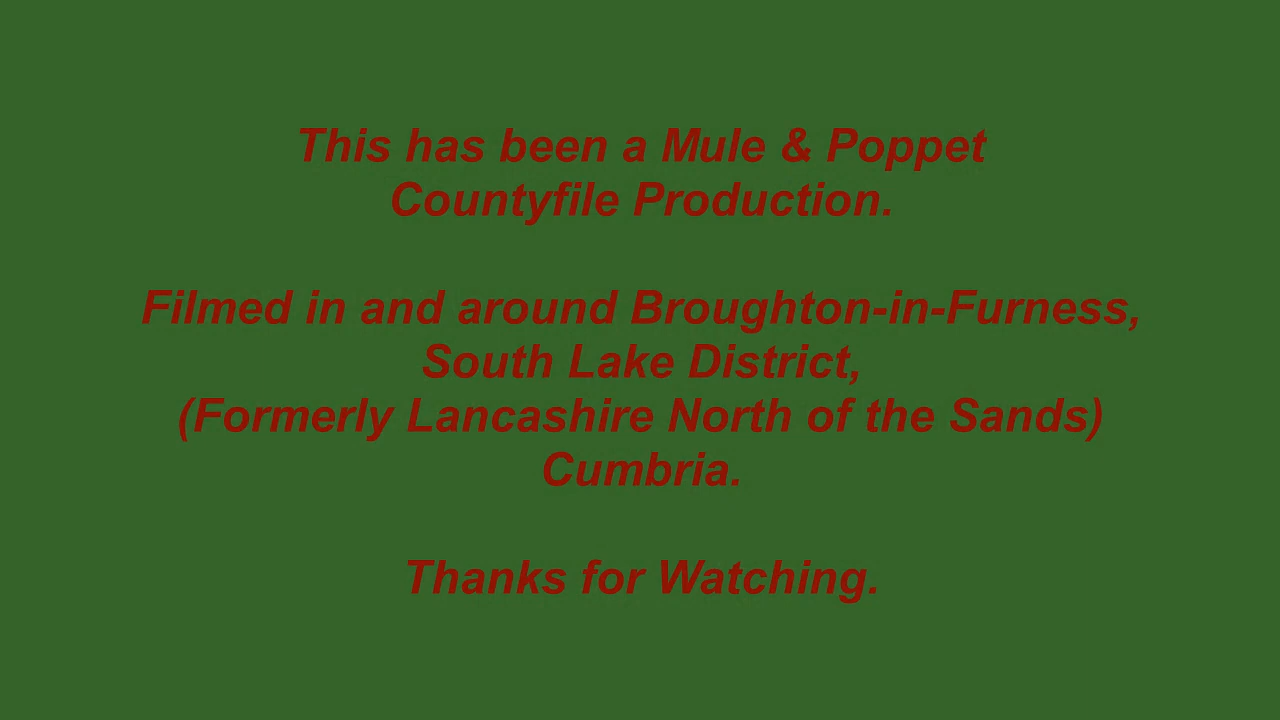 This has been a Mule & Poppet
Countyfile Production.
Filmed in and around Broughton-in-Furness,
South Lake District,
(Formerly Lancashire North of the Sands)
Cumbria.
Thanks for Watching.